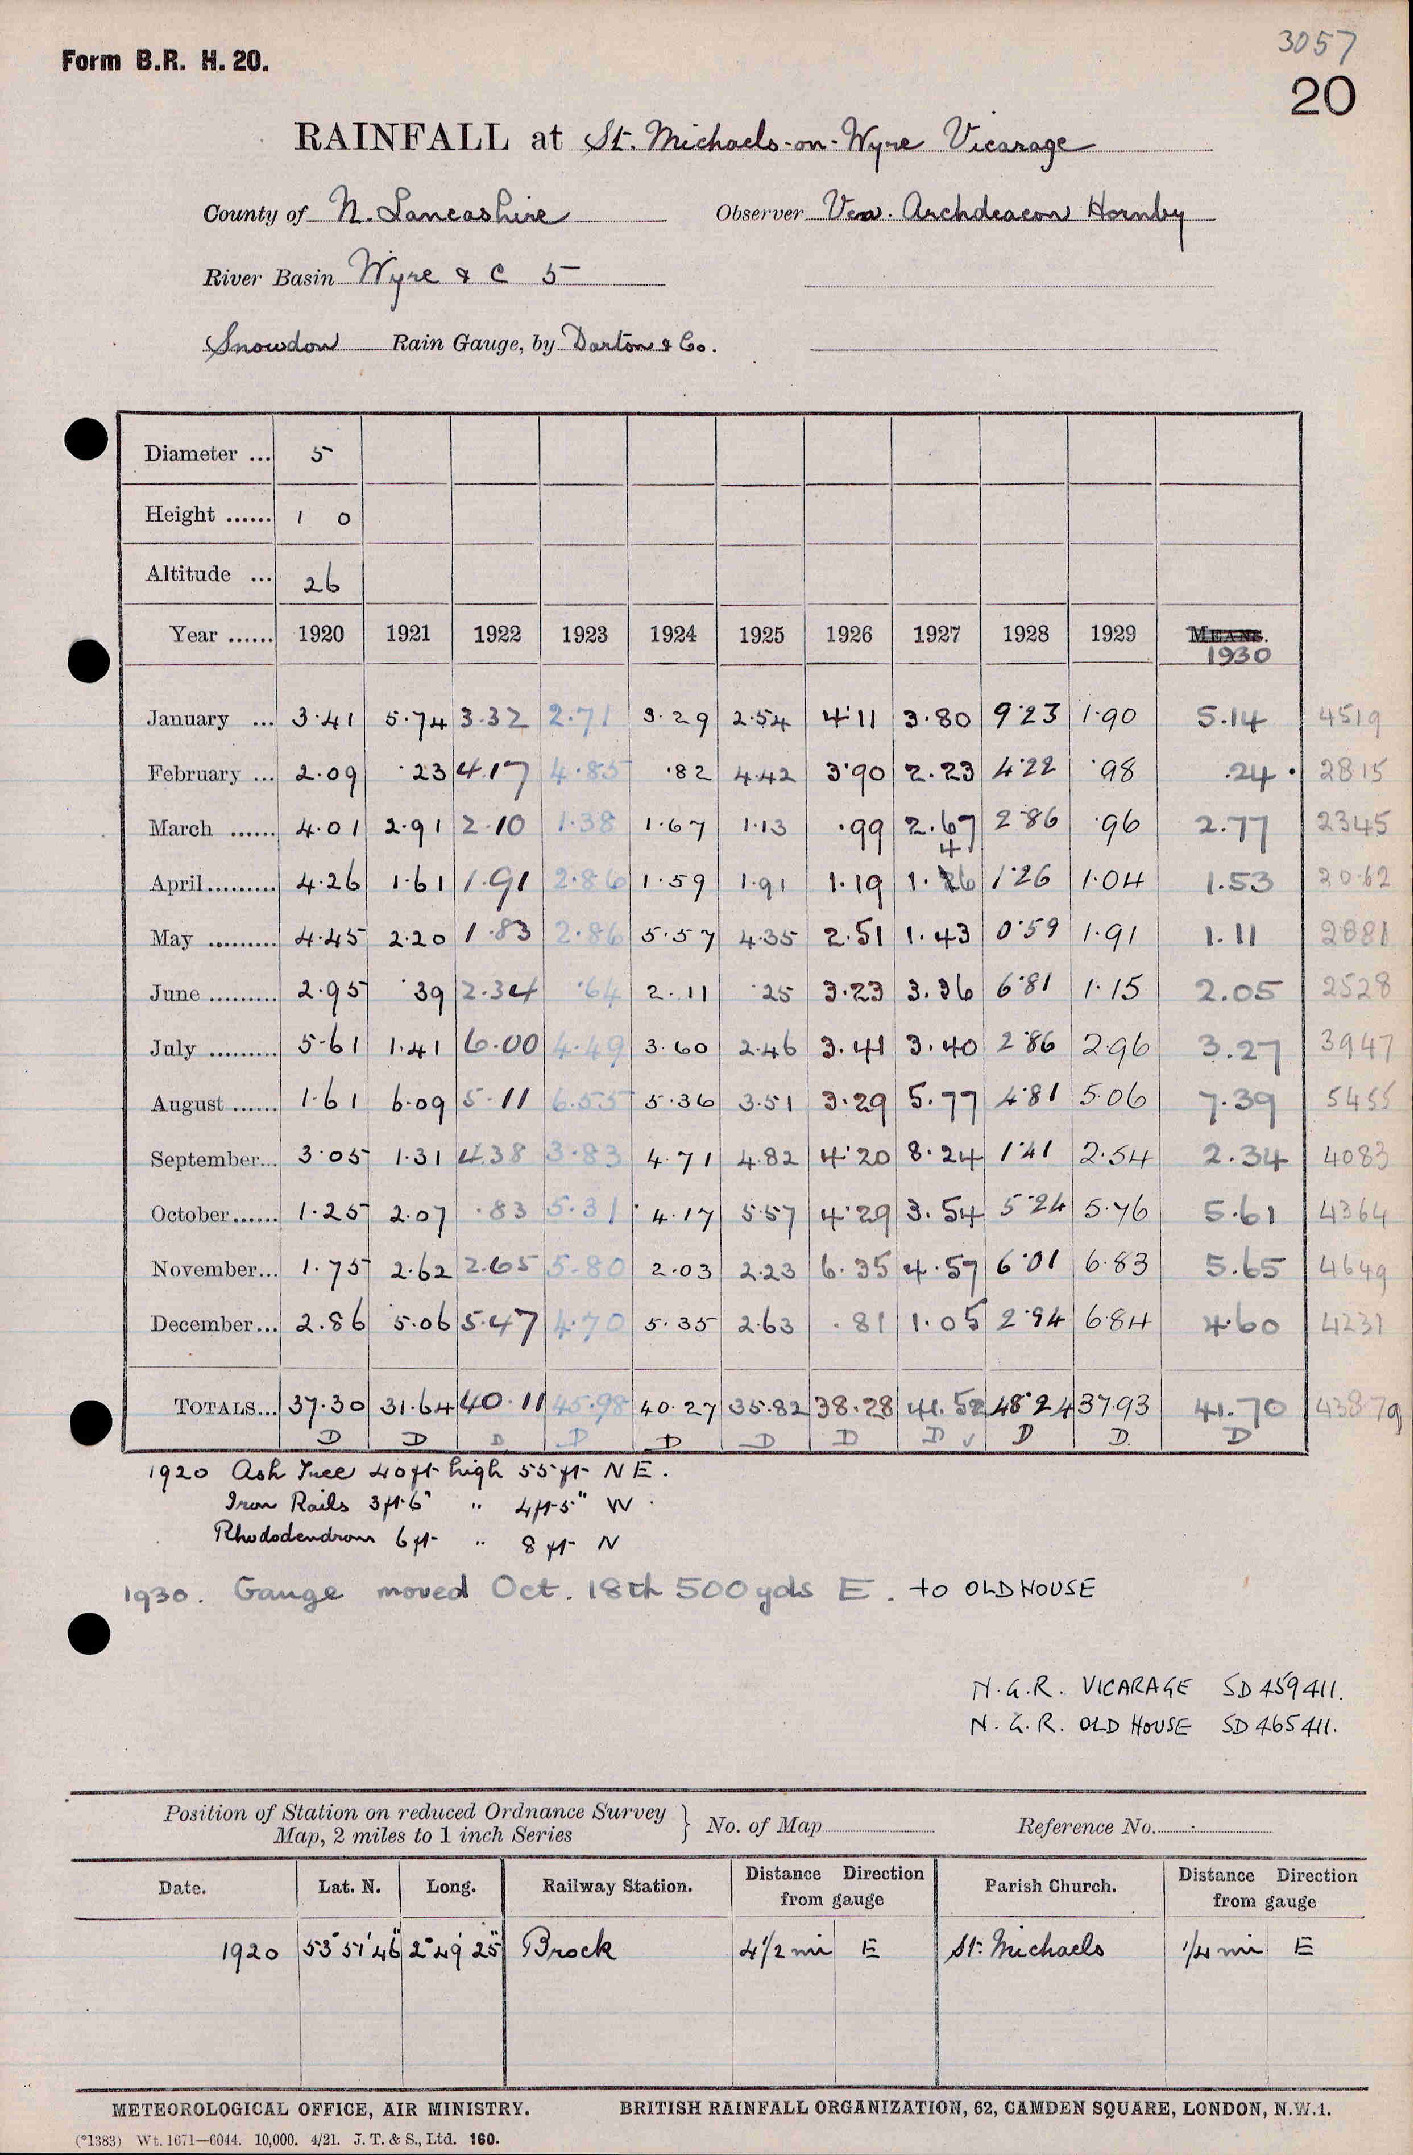 3057
Form B.R. H. 20.
20
RAINFALL at St. Michaels-on-Wyre Vicarage
County of N. Lancashire Observer Ven. Archdeacon Hornby
River Basin Wyre & C 5
Snowdon Rain Gauge, by Darton & Co.
Diameter ... 5
Height ...... 1 0
Altitude ... 26
Year ...... 1920 1921 1922 1923 1924 1925 1926 1927 1928 1929 MEANS.
1930
January ... 3.41 5.74 3.32 2.71 3.29 2.54 4.11 3.80 9.23 1.90 5.14 4519
February ... 2.09 .23 4.17 4.85 .82 4.42 3.90 2.23 4.22 .98 .24 . 2815
March ...... 4.01 2.91 2.10 1.38 1.67 1.13 .99 2.67 2.86 .96 2.77 2345
April......... 4.26 1.61 1.91 2.86 1.59 1.91 1.19 1.46 1.26 1.04 1.53 2062
May ......... 4.45 2.20 1.83 2.86 5.57 4.35 2.51 1.43 0.59 1.91 1.11 2881
June ......... 2.95 .39 2.34 .64 2.11 .25 3.23 3.36 6.81 1.15 2.05 2528
July ......... 5.61 1.41 6.00 4.49 3.60 2.46 3.41 3.40 2.86 2.96 3.27 3947
August ...... 1.61 6.09 5.11 6.55 5.36 3.51 3.29 5.77 4.81 5.06 7.39 5455
September... 3.05 1.31 4.38 3.83 4.71 4.82 4.20 8.24 1.41 2.54 2.34 4083
October...... 1.25 2.07 .83 5.31 4.17 5.57 4.29 3.54 5.24 5.76 5.61 4364
November... 1.75 2.62 2.65 5.80 2.03 2.23 6.35 4.57 6.01 6.83 5.65 4649
December... 2.86 5.06 5.47 4.70 5.35 2.63 .81 1.05 2.94 6.84 4.60 4231
TOTALS... 37.30 31.64 40.11 45.98 40.27 35.82 38.28 41.52 48.24 37.93 41.70 43879
D D D D D D D D ✓ D D. D
1920 Ash Tree 40ft high 55ft N E.
Iron Rails 3ft 6" " 4ft 5" W.
Rhododendrons 6ft " 8ft N
1930. Gauge moved Oct. 18th 500yds E. to OLD HOUSE
N.G.R. VICARAGE SD 459411.
N.G.R. OLD HOUSE SD 465411.
Position of Station on reduced Ordnance Survey
Map, 2 miles to 1 inch Series } No. of Map Reference No.
Date. Lat. N. Long. Railway Station. Distance Direction from gauge Parish Church. Distance Direction from gauge
1920 53° 51' 46" 2° 49' 25" Brock 4 1/2 mi E St. Michaels 1/4 mi E
METEOROLOGICAL OFFICE, AIR MINISTRY. BRITISH RAINFALL ORGANIZATION, 62, CAMDEN SQUARE, LONDON, N.W.1.
(*1383) Wt. 1671—6044. 10,000. 4/21. J. T. & S., Ltd. 160.